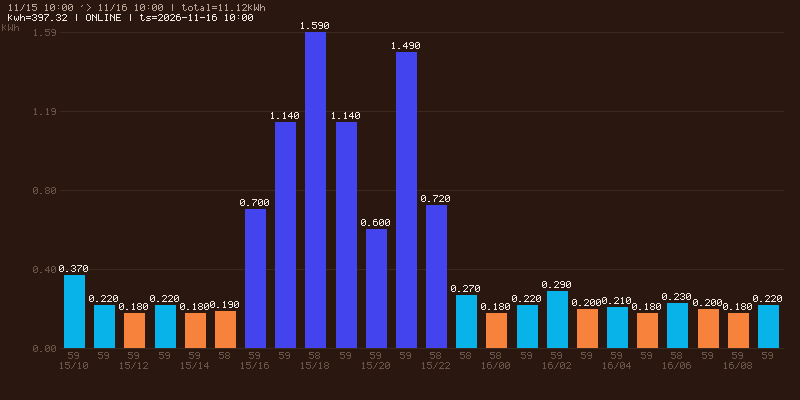 11/15 10:00 -> 11/16 10:00 | total=11.12KWh
Kwh=397.32 | ONLINE | ts=2026-11-16 10:00
KWh
1.59
1.19
0.80
0.40
0.00
0.370 0.220 0.180 0.220 0.180 0.190 0.700 1.140 1.590 1.140 0.600 1.490 0.720 0.270 0.180 0.220 0.290 0.200 0.210 0.180 0.230 0.200 0.180 0.220
59 59 59 59 59 58 59 59 58 59 59 59 58 58 58 59 59 59 59 59 58 59 59 59
15/10 15/12 15/14 15/16 15/18 15/20 15/22 16/00 16/02 16/04 16/06 16/08